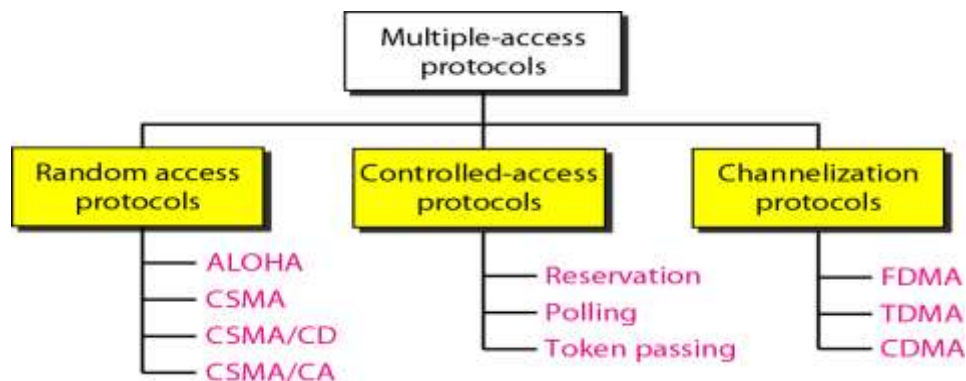 Multiple-access
protocols
Random access
protocols
Controlled-access
protocols
Channelization
protocols
ALOHA
CSMA
CSMA/CD
CSMA/CA
Reservation
Polling
Token passing
FDMA
TDMA
CDMA